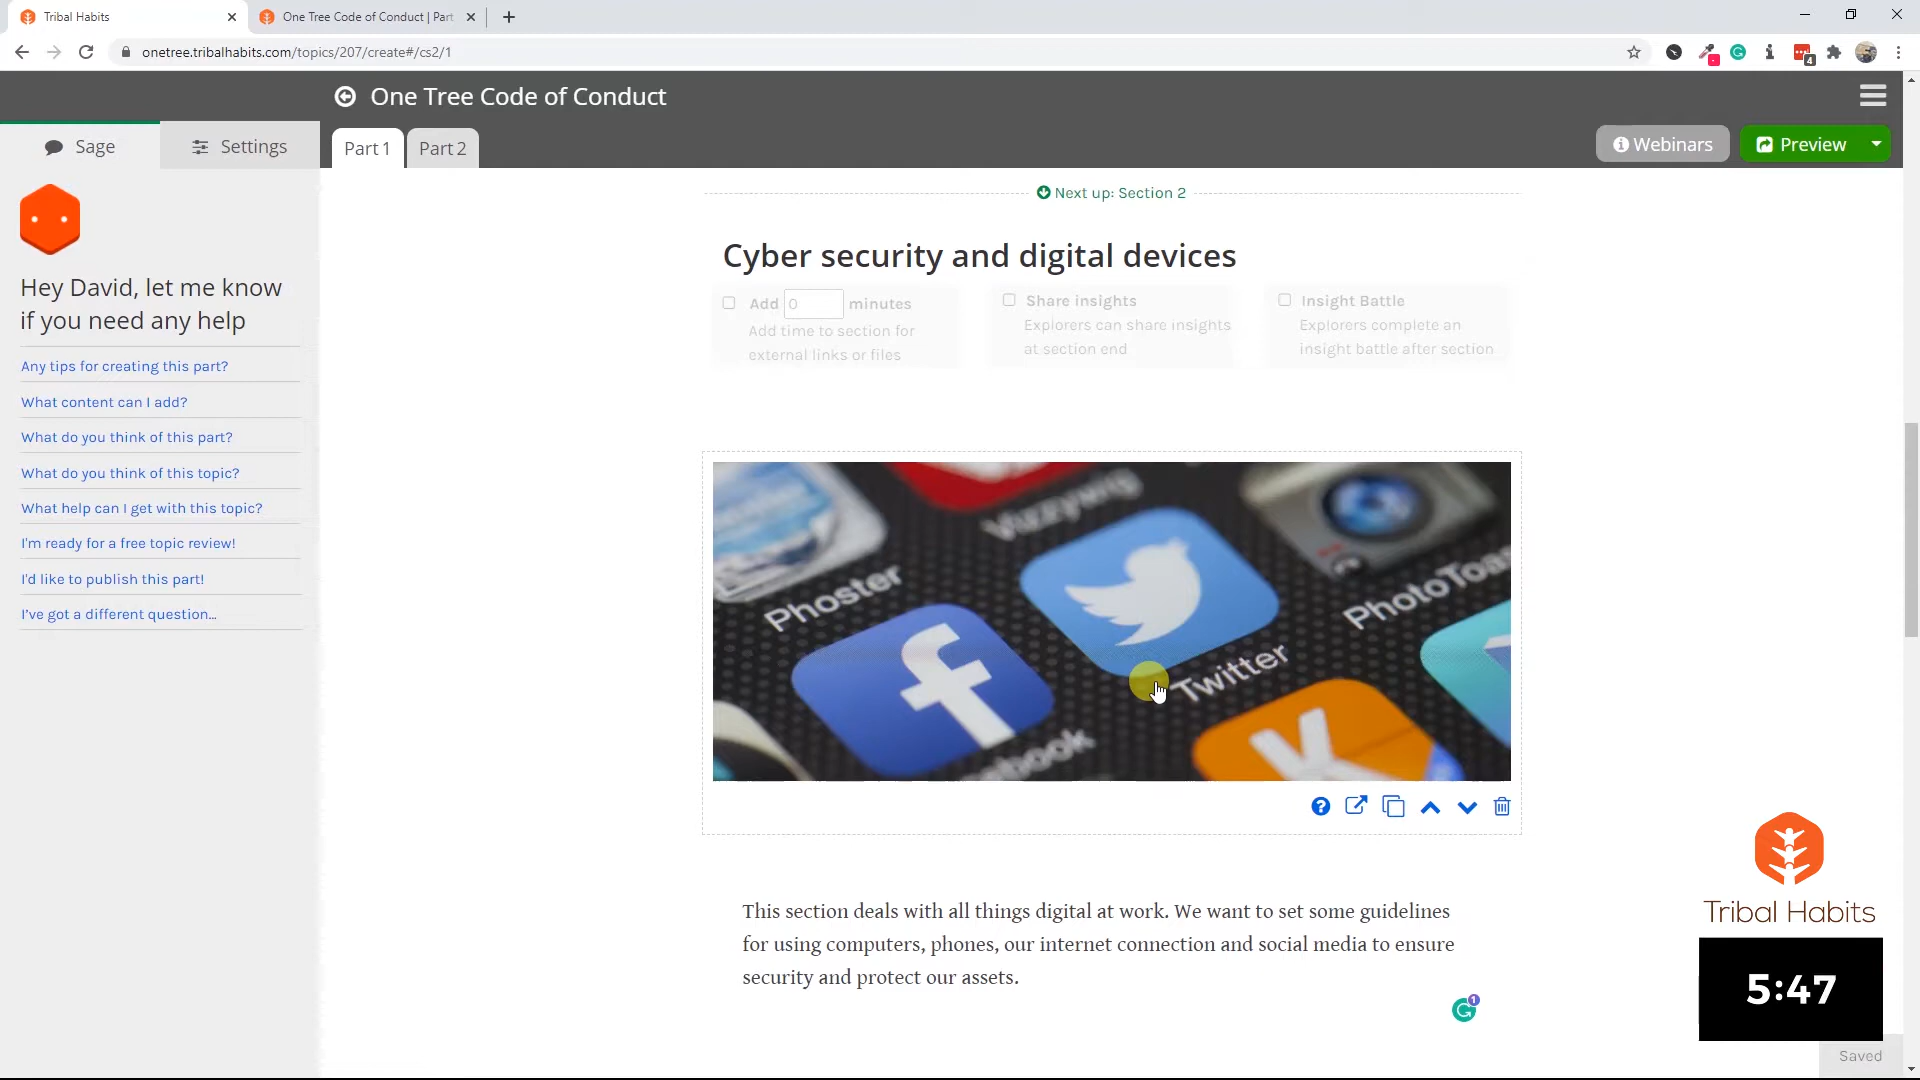 Tribal Habits
One Tree Code of Conduct | Part
onetree.tribalhabits.com/topics/207/create#/cs2/1
4
One Tree Code of Conduct
Sage
Settings
Part 1
Part 2
Webinars
Preview
Hey David, let me know
if you need any help
Any tips for creating this part?
What content can I add?
What do you think of this part?
What do you think of this topic?
What help can I get with this topic?
I'm ready for a free topic review!
I'd like to publish this part!
I've got a different question...
Next up: Section 2
Cyber security and digital devices
Add 0 minutes
Add time to section for
external links or files
Share insights
Explorers can share insights
at section end
Insight Battle
Explorers complete an
insight battle after section
Phoster
Twitter
This section deals with all things digital at work. We want to set some guidelines
for using computers, phones, our internet connection and social media to ensure
security and protect our assets.
1
Tribal Habits
5:47
Saved